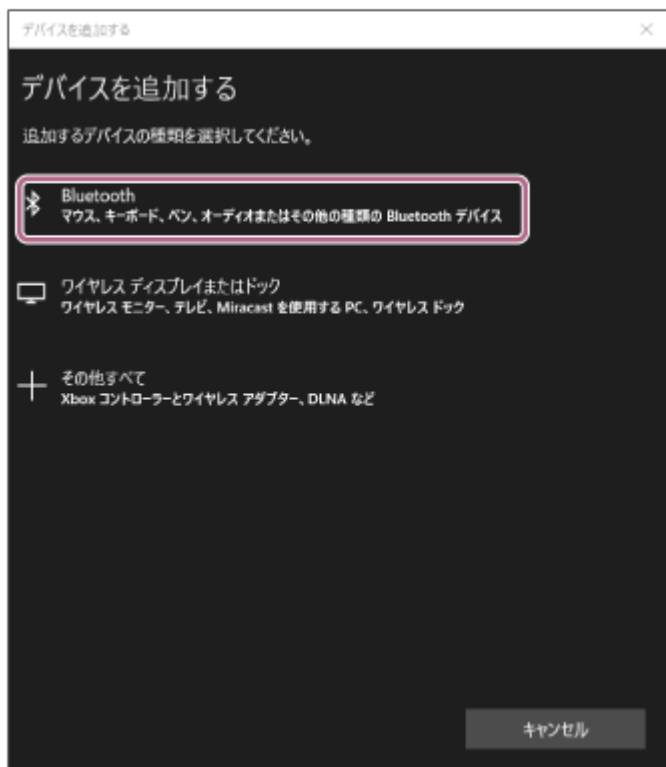 デバイスを追加する
デバイスを追加する
追加するデバイスの種類を選択してください。
Bluetooth
マウス、キーボード、ペン、オーディオまたはその他の種類の Bluetooth デバイス
ワイヤレス ディスプレイまたはドック
ワイヤレス モニター、テレビ、Miracast を使用する PC、ワイヤレス ドック
その他すべて
Xbox コントローラーとワイヤレス アダプター、DLNA など
キャンセル